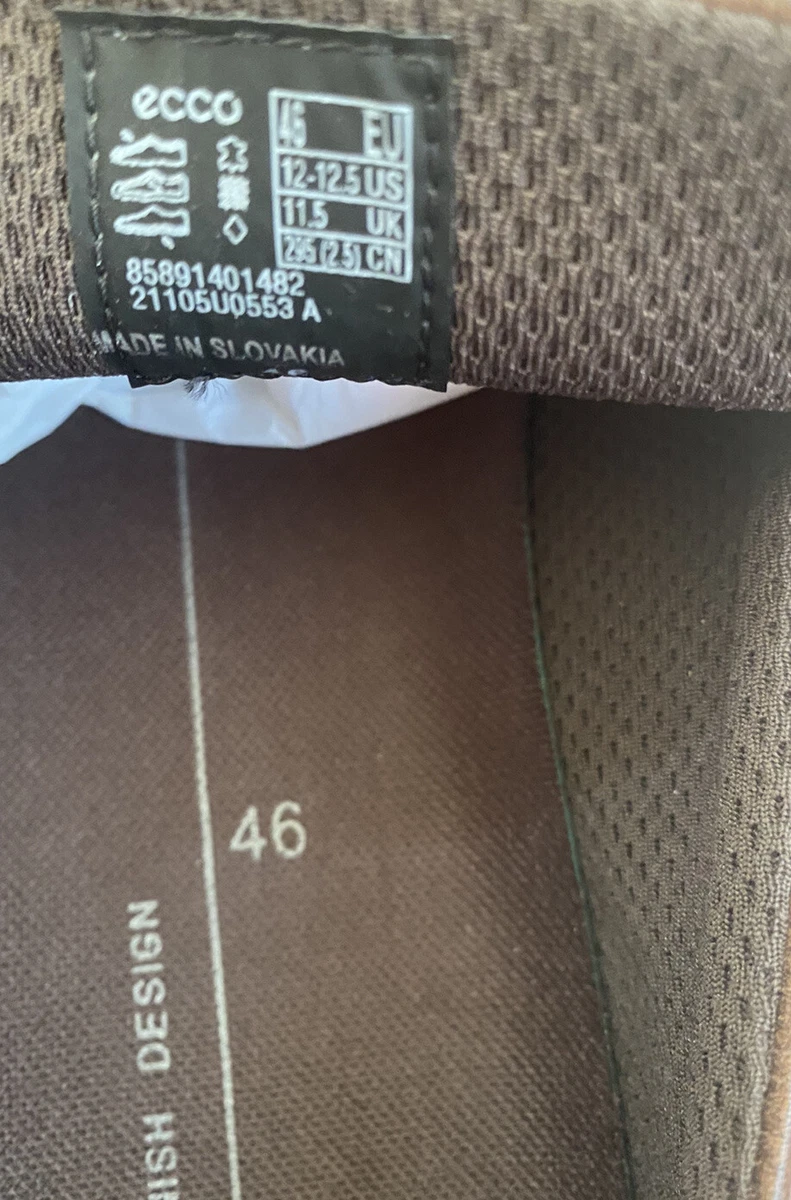 ecco
46 EU
12-12.5 US
11.5 UK
295 (2.5) CN
85891401482
21105U0553 A
MADE IN SLOVAKIA
46
DESIGN